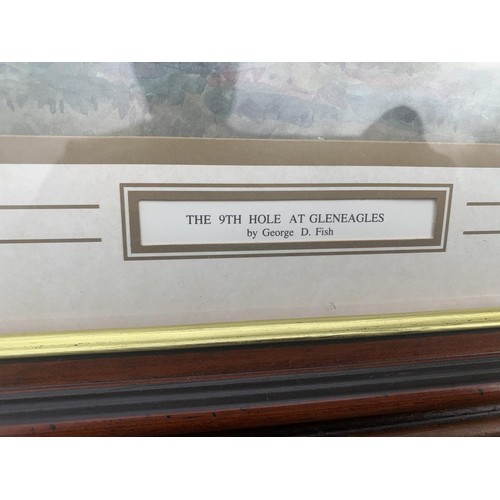 THE 9TH HOLE AT GLENEAGLES
by George D. Fish